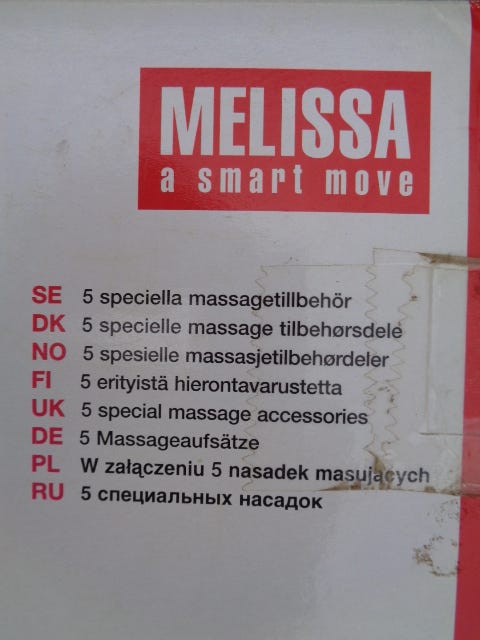 MELISSA
a smart move
SE 5 speciella massagetillbehör
DK 5 specielle massage tilbehørsdele
NO 5 spesielle massasjetilbehørdeler
FI 5 erityistä hierontavarustetta
UK 5 special massage accessories
DE 5 Massageaufsätze
PL W załączeniu 5 nasadek masujących
RU 5 специальных насадок